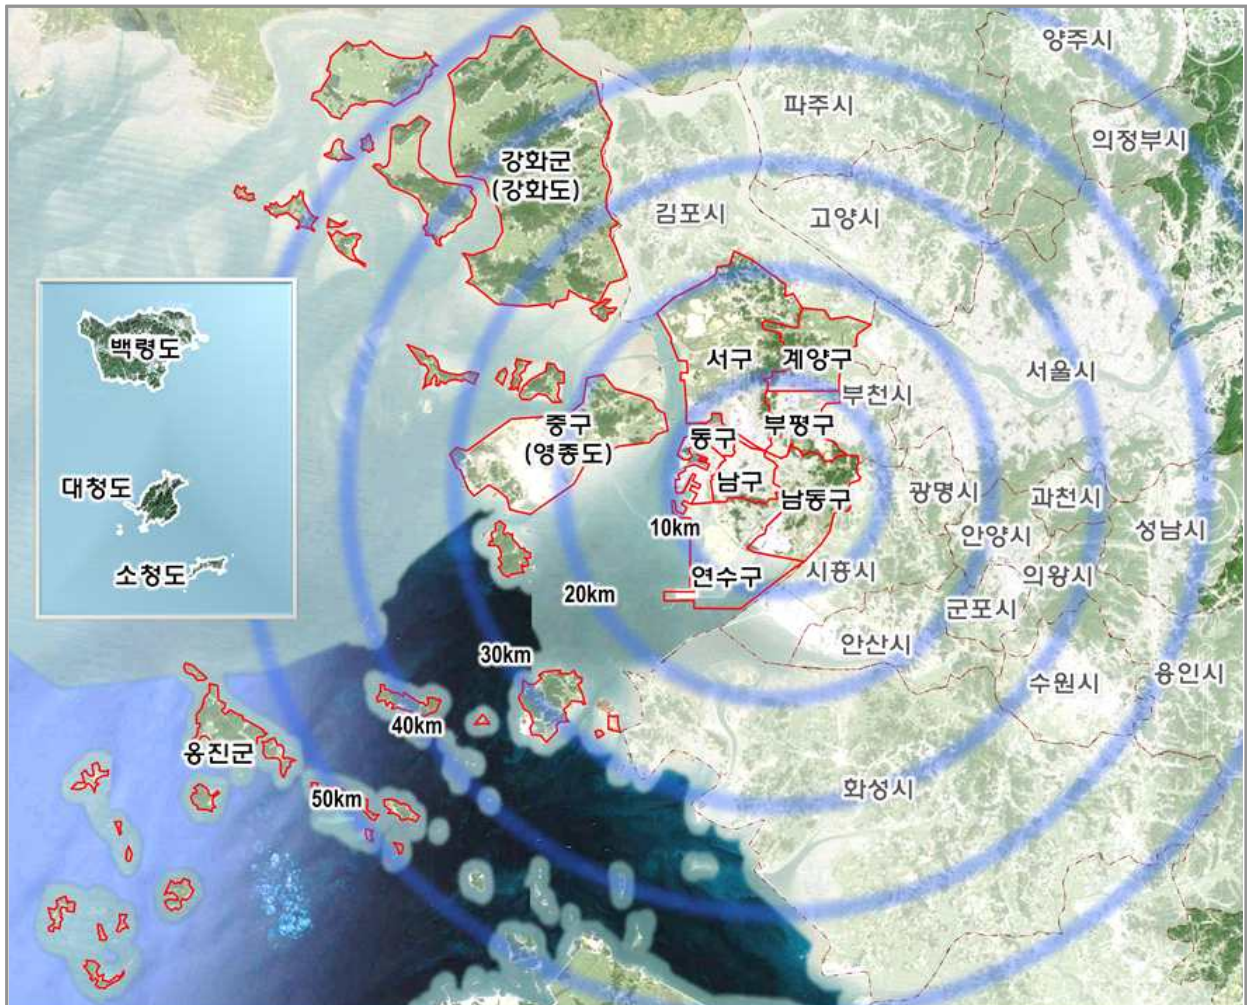 양주시
파주시
의정부시
강화군
(강화도)
김포시
고양시
백령도
서구
계양구
서울시
부천시
중구
(영종도)
동구
부평구
대청도
남구
남동구
광명시
과천시
10km
안양시
성남시
소청도
연수구
시흥시
의왕시
20km
군포시
안산시
30km
수원시
용인시
40km
옹진군
화성시
50km